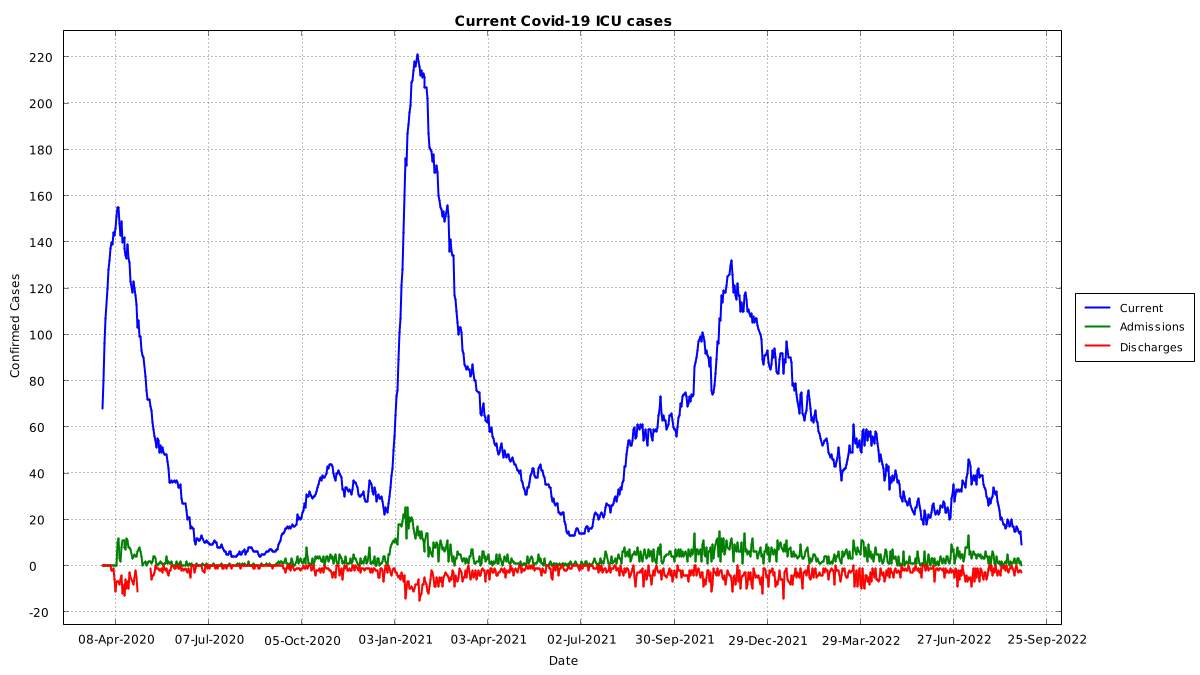 Current Covid-19 ICU cases
220
200
180
160
140
120
100
80
60
40
20
0
-20
Confirmed Cases
08-Apr-2020 07-Jul-2020 05-Oct-2020 03-Jan-2021 03-Apr-2021 02-Jul-2021 30-Sep-2021 29-Dec-2021 29-Mar-2022 27-Jun-2022 25-Sep-2022
Date
Current
Admissions
Discharges